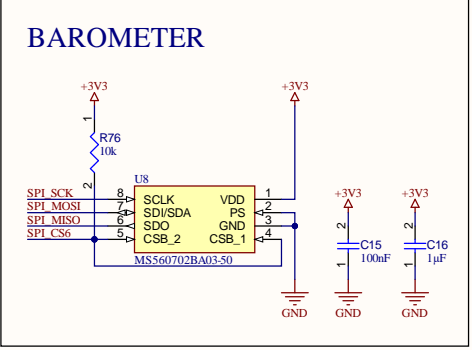 BAROMETER
+3V3
+3V3
1
R76
10k
2
U8
SPI_SCK 8 SCLK VDD 1
SPI_MOSI 7 SDI/SDA PS 2
SPI_MISO 6 SDO GND 3
SPI_CS6 5 CSB_2 CSB_1 4
MS560702BA03-50
+3V3
+3V3
2
2
C15
C16
100nF
1µF
1
1
GND
GND
GND